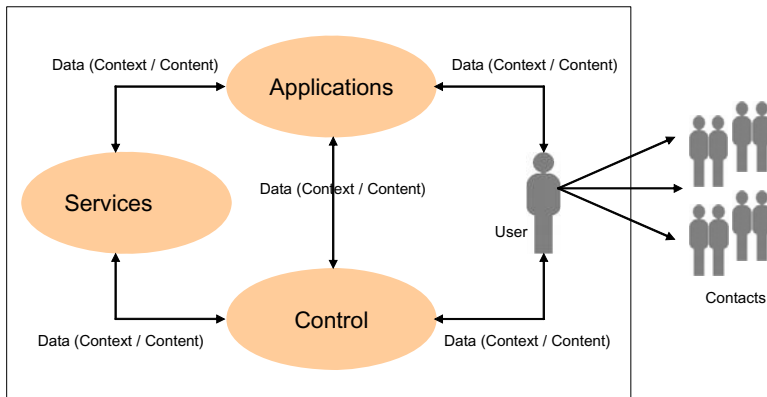 Data (Context / Content)
Data (Context / Content)
Applications
Data (Context / Content)
Services
User
Contacts
Control
Data (Context / Content)
Data (Context / Content)